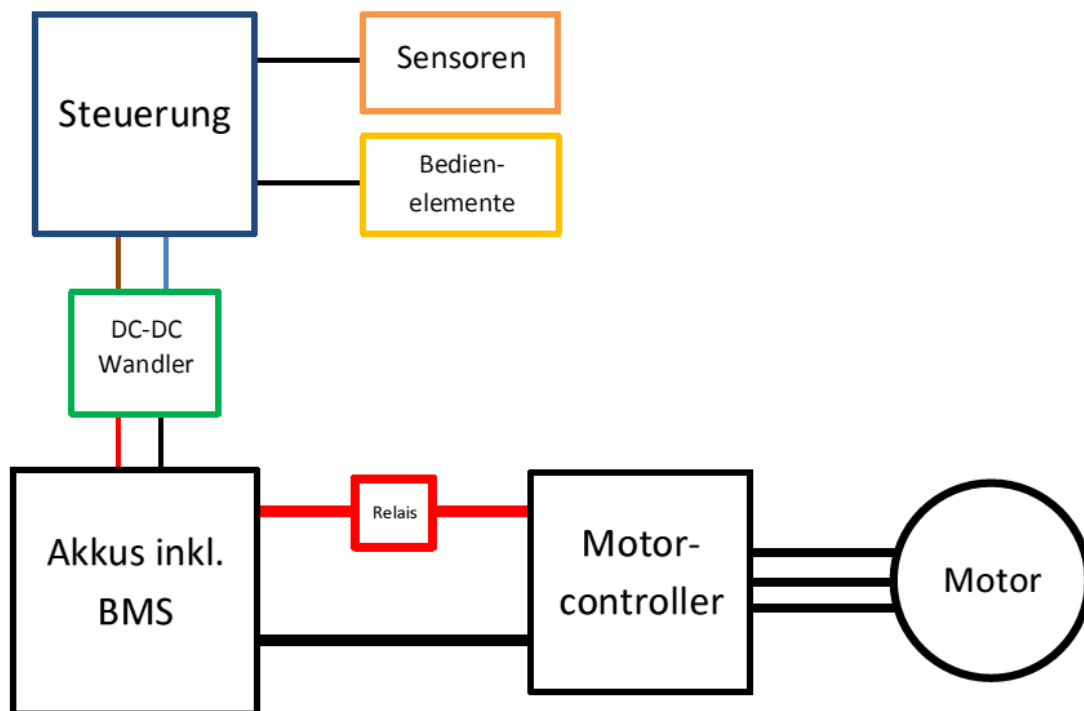 Sensoren
Steuerung
Bedien-
elemente
DC-DC
Wandler
Akkus inkl.
BMS
Relais
Motor-
controller
Motor